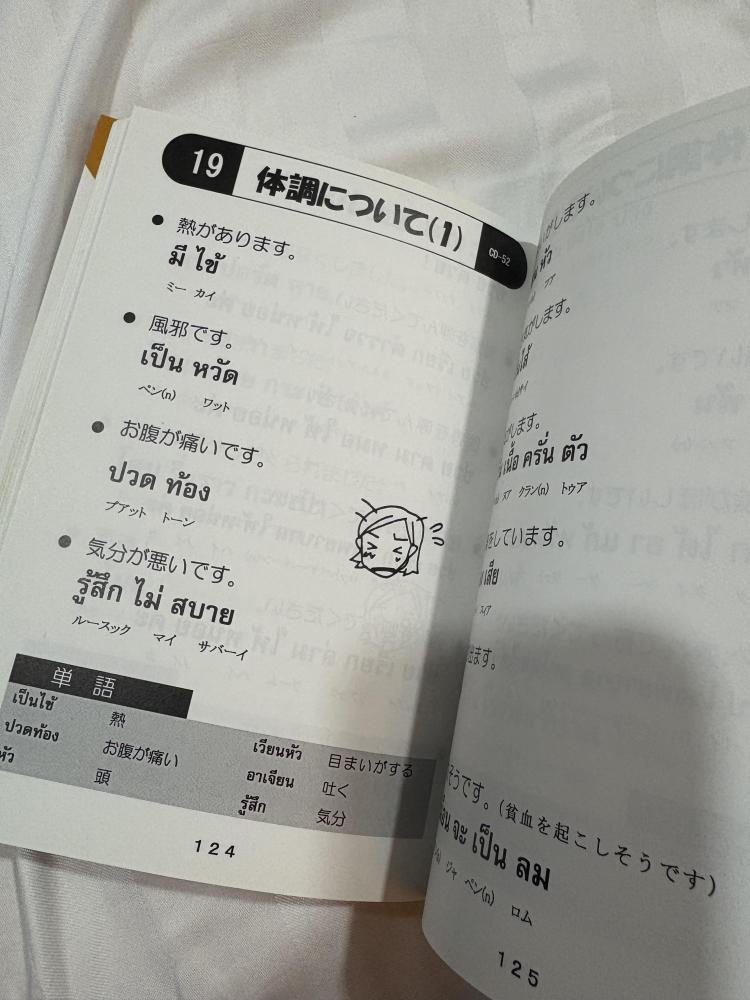 19 体調について(1) CD-52
● 熱があります。
มี ไข้
ミー カイ
● 風邪です。
เป็น หวัด
ペン(n) ワット
● お腹が痛いです。
ปวด ท้อง
プアット トーン
● 気分が悪いです。
รู้สึก ไม่ สบาย
ルースック マイ サバーイ
単 語
เป็นไข้ 熱
ปวดท้อง お腹が痛い
หัว 頭
เวียนหัว 目まいがする
อาเจียน 吐く
รู้สึก 気分
124
がします。
หัว
フア
がします。
します。
เนื้อ ครั่น ตัว
ヌア クラン(n) トゥア
をしています。
เสีย
スィア
出ます。
そうです。(貧血を起こしそうです)
จะ เป็น ลม
ジャ ペン(n) ロム
125